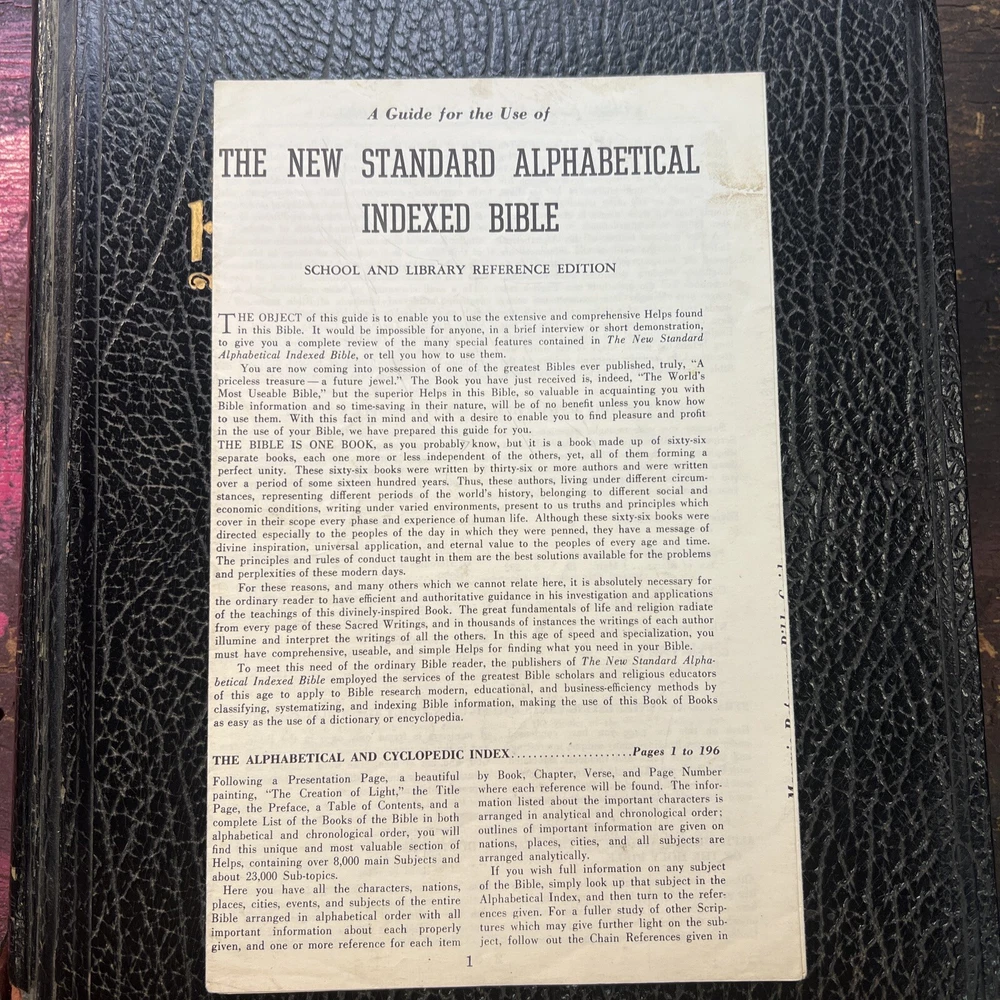 A Guide for the Use of
THE NEW STANDARD ALPHABETICAL
INDEXED BIBLE
SCHOOL AND LIBRARY REFERENCE EDITION
THE OBJECT of this guide is to enable you to use the extensive and comprehensive Helps found
in this Bible. It would be impossible for anyone, in a brief interview or short demonstration,
to give you a complete review of the many special features contained in The New Standard
Alphabetical Indexed Bible, or tell you how to use them.
You are now coming into possession of one of the greatest Bibles ever published, truly, "A
priceless treasure — a future jewel." The Book you have just received is, indeed, "The World's
Most Useable Bible," but the superior Helps in this Bible, so valuable in acquainting you with
Bible information and so time-saving in their nature, will be of no benefit unless you know how
to use them. With this fact in mind and with a desire to enable you to find pleasure and profit
in the use of your Bible, we have prepared this guide for you.
THE BIBLE IS ONE BOOK, as you probably know, but it is a book made up of sixty-six
separate books, each one more or less independent of the others, yet, all of them forming a
perfect unity. These sixty-six books were written by thirty-six or more authors and were written
over a period of some sixteen hundred years. Thus, these authors, living under different circum-
stances, representing different periods of the world's history, belonging to different social and
economic conditions, writing under varied environments, present to us truths and principles which
cover in their scope every phase and experience of human life. Although these sixty-six books were
directed especially to the peoples of the day in which they were penned, they have a message of
divine inspiration, universal application, and eternal value to the peoples of every age and time.
The principles and rules of conduct taught in them are the best solutions available for the problems
and perplexities of these modern days.
For these reasons, and many others which we cannot relate here, it is absolutely necessary for
the ordinary reader to have efficient and authoritative guidance in his investigation and applications
of the teachings of this divinely-inspired Book. The great fundamentals of life and religion radiate
from every page of these Sacred Writings, and in thousands of instances the writings of each author
illumine and interpret the writings of all the others. In this age of speed and specialization, you
must have comprehensive, useable, and simple Helps for finding what you need in your Bible.
To meet this need of the ordinary Bible reader, the publishers of The New Standard Alpha-
betical Indexed Bible employed the services of the greatest Bible scholars and religious educators
of this age to apply to Bible research modern, educational, and business-efficiency methods by
classifying, systematizing, and indexing Bible information, making the use of this Book of Books
as easy as the use of a dictionary or encyclopedia.
THE ALPHABETICAL AND CYCLOPEDIC INDEX......................Pages 1 to 196
Following a Presentation Page, a beautiful
painting, "The Creation of Light," the Title
Page, the Preface, a Table of Contents, and a
complete List of the Books of the Bible in both
alphabetical and chronological order, you will
find this unique and most valuable section of
Helps, containing over 8,000 main Subjects and
about 23,000 Sub-topics.
Here you have all the characters, nations,
places, cities, events, and subjects of the entire
Bible arranged in alphabetical order with all
important information about each properly
given, and one or more reference for each item
by Book, Chapter, Verse, and Page Number
where each reference will be found. The infor-
mation listed about the important characters is
arranged in analytical and chronological order;
outlines of important information are given on
nations, places, cities, and all subjects are
arranged analytically.
If you wish full information on any subject
of the Bible, simply look up that subject in the
Alphabetical Index, and then turn to the refer-
ences given. For a fuller study of other Scrip-
tures which may give further light on the sub-
ject, follow out the Chain References given in
1